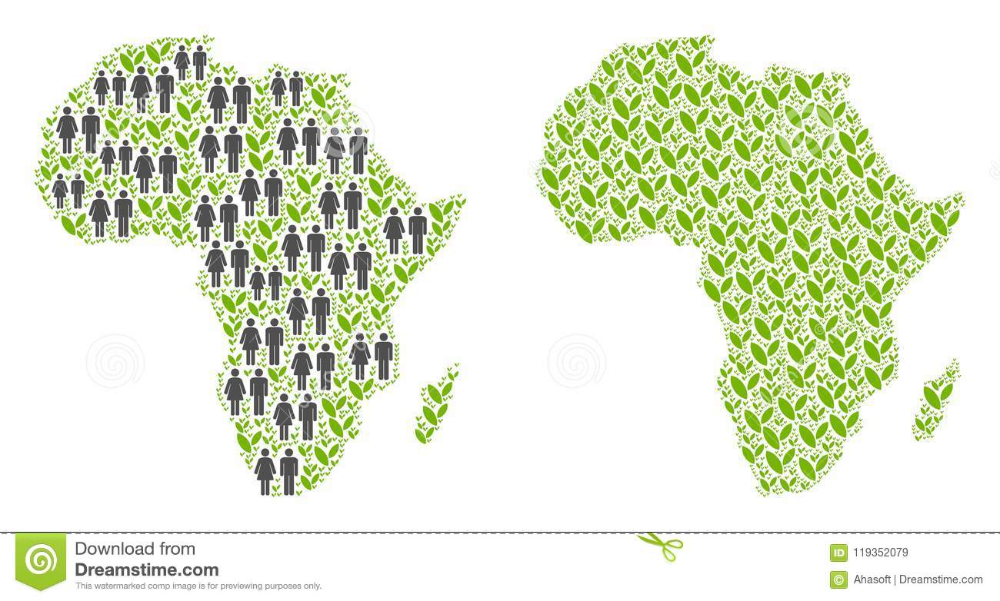 Download from
Dreamstime.com
This watermarked comp image is for previewing purposes only.
ID 119352079
© Ahasoft | Dreamstime.com